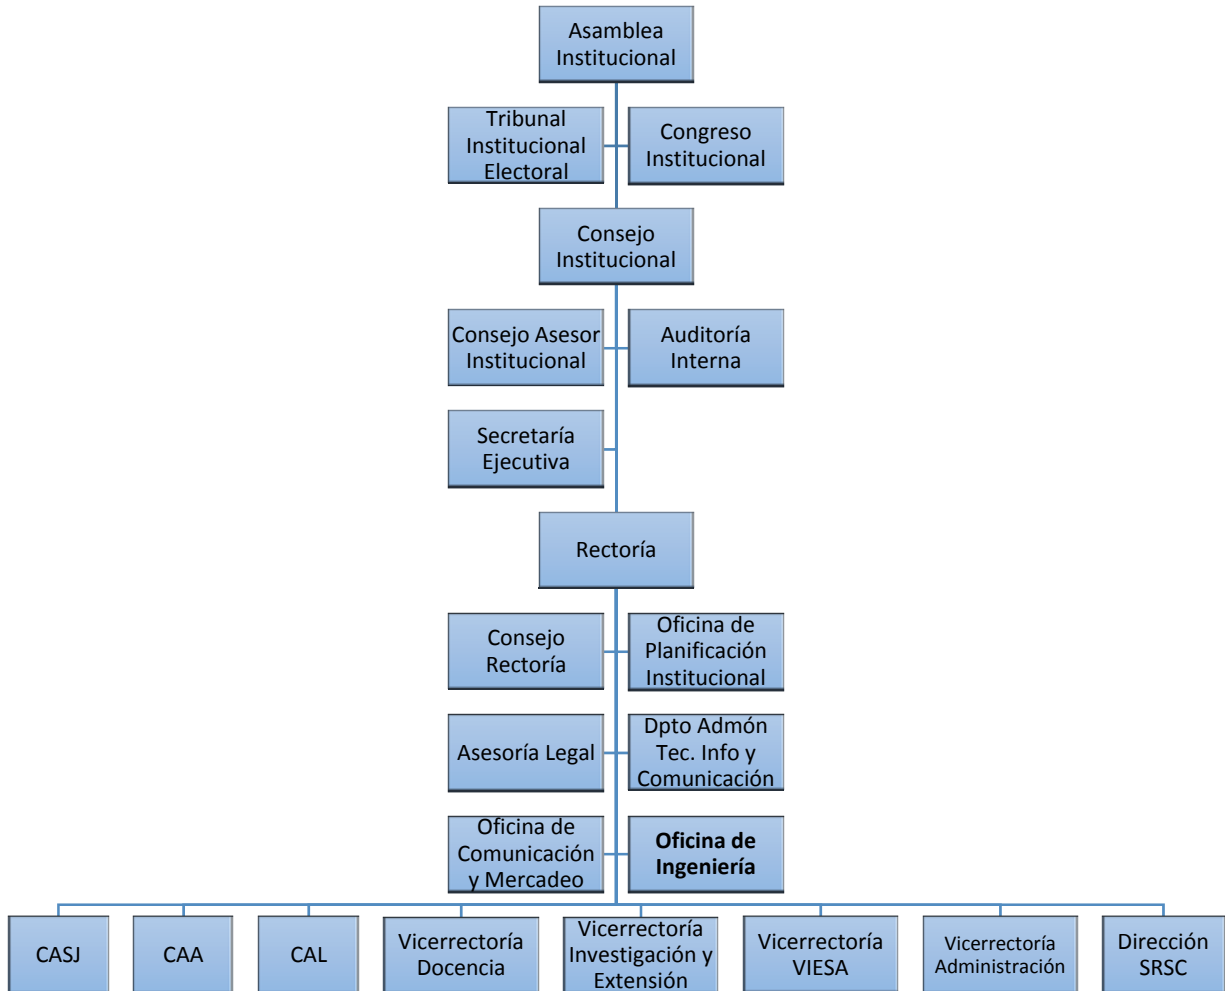 Asamblea
Institucional
Tribunal
Institucional
Electoral
Congreso
Institucional
Consejo
Institucional
Consejo Asesor
Institucional
Auditoría
Interna
Secretaría
Ejecutiva
Rectoría
Consejo
Rectoría
Oficina de
Planificación
Institucional
Asesoría Legal
Dpto Admón
Tec. Info y
Comunicación
Oficina de
Comunicación
y Mercadeo
Oficina de
Ingeniería
CASJ
CAA
CAL
Vicerrectoría
Docencia
Vicerrectoría
Investigación y
Extensión
Vicerrectoría
VIESA
Vicerrectoría
Administración
Dirección
SRSC